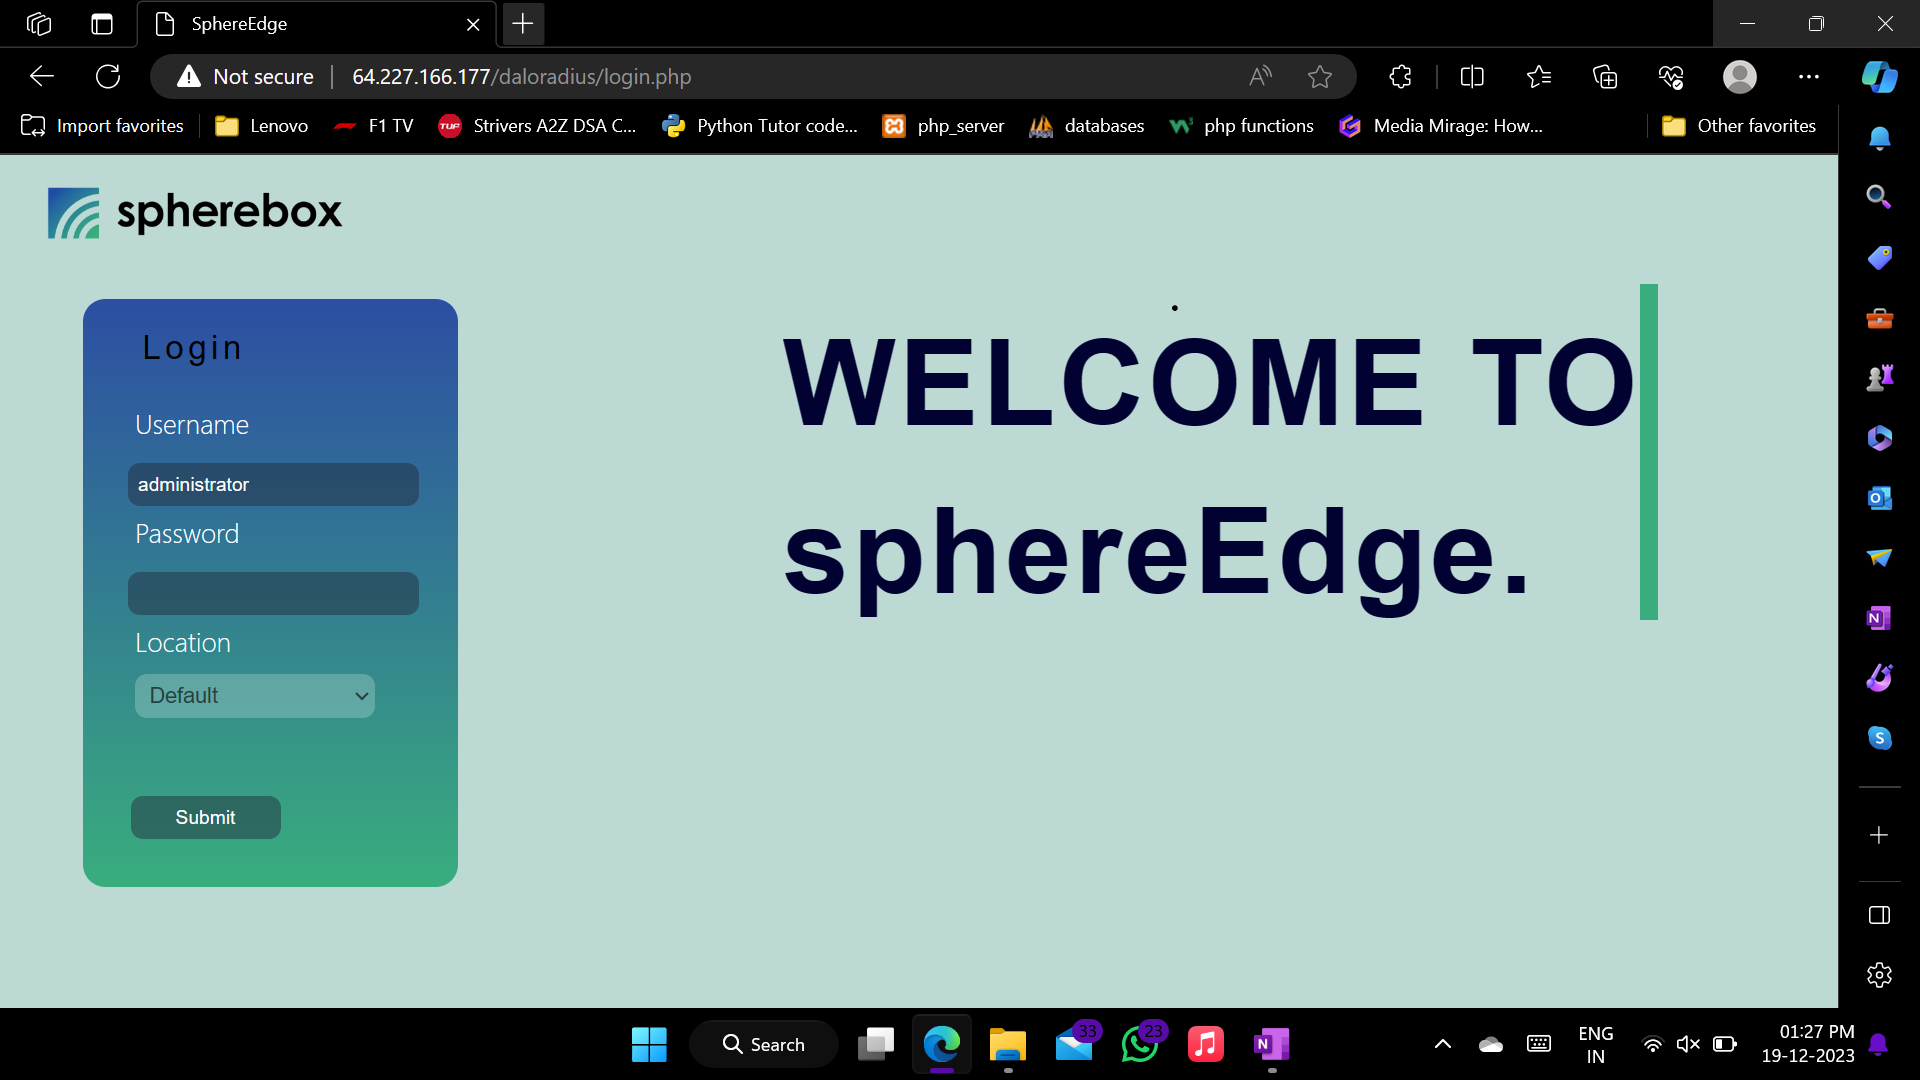 SphereEdge
Not secure
64.227.166.177/daloradius/login.php
Import favorites
Lenovo
F1 TV
TUF
Strivers A2Z DSA C...
Python Tutor code...
php_server
databases
php functions
Media Mirage: How...
Other favorites
spherebox
Login
Username
administrator
Password
Location
Default
Submit
WELCOME TO
sphereEdge.
Search
33
23
ENG
IN
01:27 PM
19-12-2023